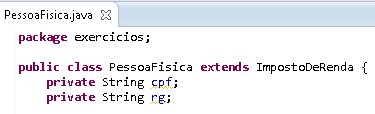 PessoaFisica.java
package exercicios;
public class PessoaFisica extends ImpostoDeRenda {
private String cpf;
private String rg;